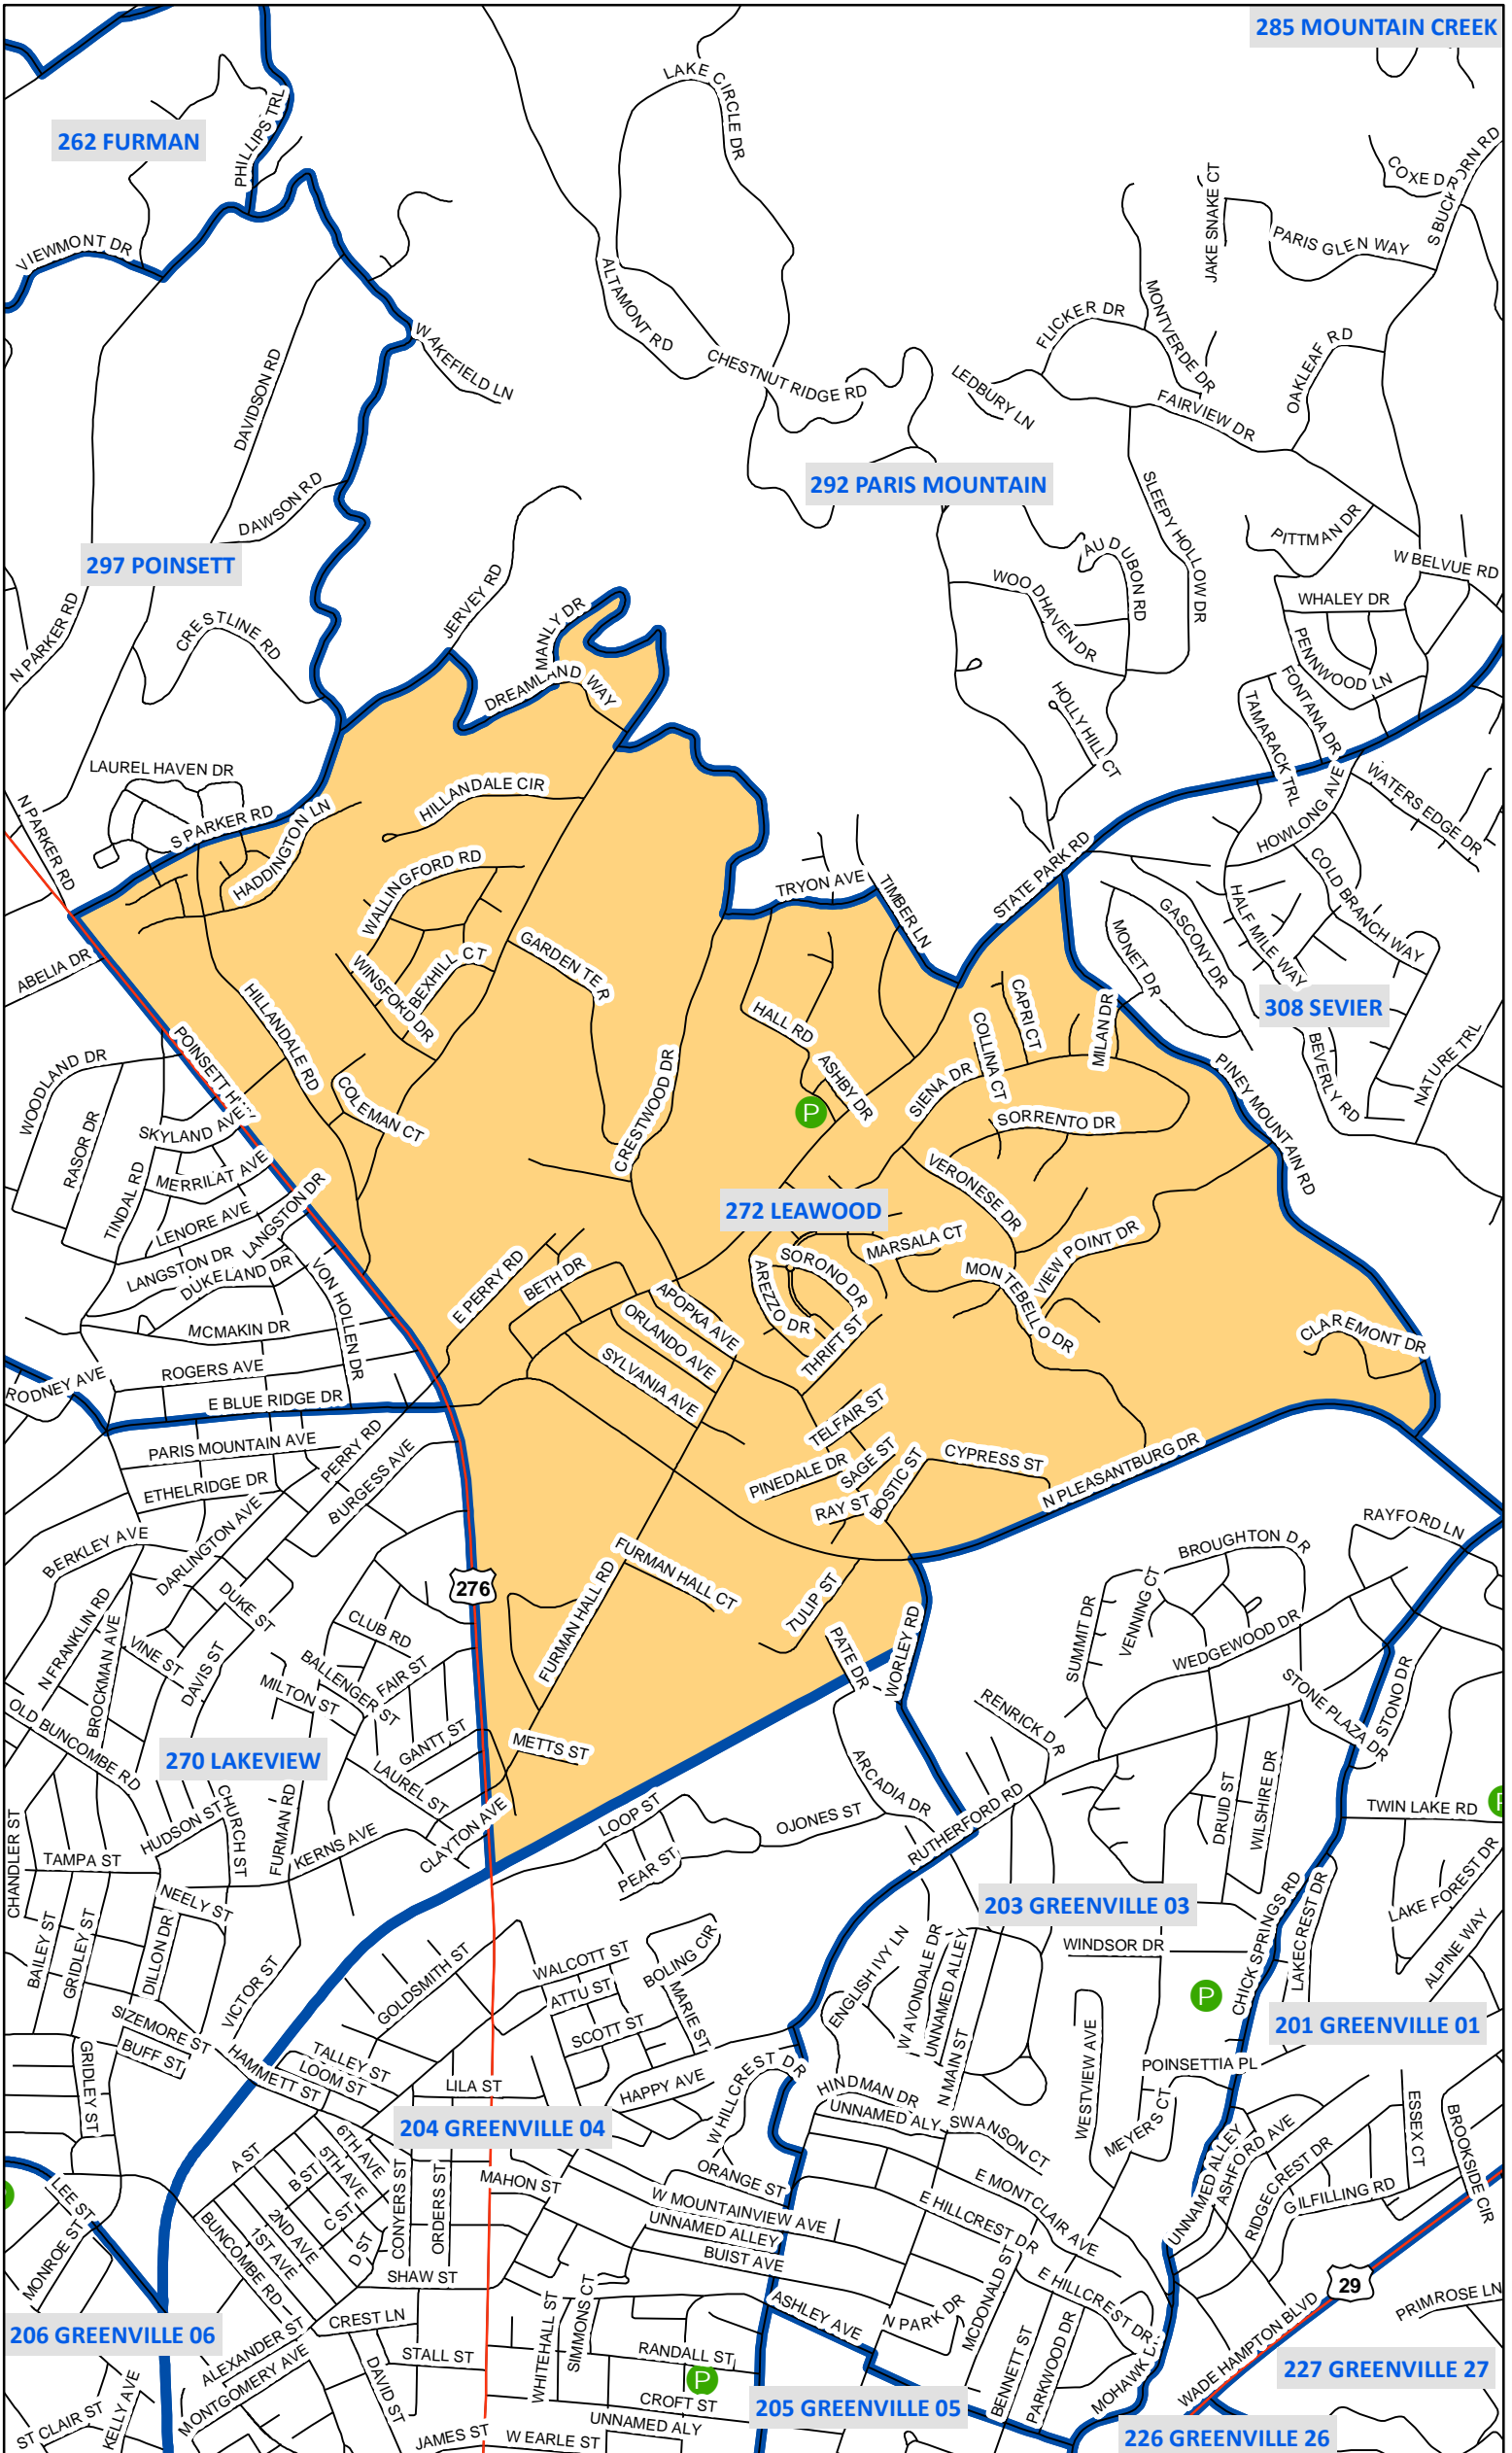 285 MOUNTAIN CREEK
LAKE CIRCLE DR
PHILLIPS TRL
262 FURMAN
COXE DR
S BUCKHORN RD
JAKE SNAKE CT
PARIS GLEN WAY
VIEWMONT DR
ALTAMONT RD
MONTVERDE DR
FLICKER DR
OAKLEAF RD
WAKEFIELD LN
CHESTNUT RIDGE RD
LEDBURY LN
FAIRVIEW DR
DAVIDSON RD
292 PARIS MOUNTAIN
SLEEPY HOLLOW DR
DAWSON RD
PITTMAN DR
297 POINSETT
AUDUBON RD
W BELVUE RD
WOODHAVEN DR
WHALEY DR
JERVEY RD
MANLY DR
CRESTLINE RD
N PARKER RD
PENNWOOD LN
DREAMLAND WAY
FONTANA DR
HOLLY HILL CT
TAMARACK TRL
LAUREL HAVEN DR
HILLANDALE CIR
WATERS EDGE DR
N PARKER RD
S PARKER RD
HADDINGTON LN
HOWLONG AVE
WALLINGFORD RD
TRYON AVE
TIMBER LN
STATE PARK RD
COLD BRANCH WAY
HALF MILE WAY
GASCONY DR
MONET DR
GARDEN TER
BEXHILL CT
WINSFORD DR
ABELIA DR
HILLANDALE RD
HALL RD
CAPRI CT
COLLINA CT
MILAN DR
308 SEVIER
BEVERLY RD
NATURE TRL
POINSETT HWY
WOODLAND DR
COLEMAN CT
CRESTWOOD DR
ASHBY DR
P
SIENA DR
SORRENTO DR
PINEY MOUNTAIN RD
RASOR DR
SKYLAND AVE
MERRILAT AVE
TINDAL RD
LENORE AVE
LANGSTON DR
LANGSTON DR
DUKELAND DR
272 LEAWOOD
VERONESE DR
MARSALA CT
VIEW POINT DR
SORONO DR
AREZZO DR
MONTEBELLO DR
VON HOLLEN DR
E PERRY RD
BETH DR
APOPKA AVE
ORLANDO AVE
SYLVANIA AVE
THRIFT ST
CLAREMONT DR
MCMAKIN DR
ROGERS AVE
RODNEY AVE
E BLUE RIDGE DR
PARIS MOUNTAIN AVE
PERRY RD
BURGESS AVE
ETHELRIDGE DR
DARLINGTON AVE
BERKLEY AVE
TELFAIR ST
PINEDALE DR
SAGE ST
BOSTIC ST
RAY ST
CYPRESS ST
N PLEASANTBURG DR
RAYFORD LN
BROUGHTON DR
VENNING CT
SUMMIT DR
WEDGEWOOD DR
276
FURMAN HALL CT
FURMAN HALL RD
TULIP ST
PATE DR
WORLEY RD
N FRANKLIN RD
BROCKMAN AVE
VINE ST
DUKE ST
DAVIS ST
CLUB RD
BALLENGER ST
FAIR ST
MILTON ST
OLD BUNCOMBE RD
GANTT ST
METTS ST
270 LAKEVIEW
LAUREL ST
CLAYTON AVE
RENRICK DR
STONE PLAZA DR
STONO DR
ARCADIA DR
OJONES ST
LOOP ST
PEAR ST
RUTHERFORD RD
DRUID ST
WILSHIRE DR
TWIN LAKE RD
CHANDLER ST
TAMPA ST
HUDSON ST
CHURCH ST
FURMAN RD
KERNS AVE
NEELY ST
BAILEY ST
GRIDLEY ST
DILLON DR
VICTOR ST
GOLDSMITH ST
WALCOTT ST
ATTU ST
BOLING CIR
MARIE ST
SCOTT ST
203 GREENVILLE 03
WINDSOR DR
P
CHICK SPRINGS RD
LAKECREST DR
LAKE FOREST DR
ALPINE WAY
ENGLISH IVY LN
W AVONDALE DR
UNNAMED ALLEY
N MAIN ST
WESTVIEW AVE
201 GREENVILLE 01
SIZEMORE ST
BUFF ST
GRIDLEY ST
HAMMETT ST
TALLEY ST
LOOM ST
LILA ST
HAPPY AVE
W HILLCREST DR
HINDMAN DR
UNNAMED ALY
SWANSON CT
POINSETTIA PL
MEYERS CT
UNNAMED ALLEY
ASHFORD AVE
RIDGECREST DR
GILFILLING RD
ESSEX CT
BROOKSIDE CIR
204 GREENVILLE 04
A ST
B ST
C ST
D ST
6TH AVE
5TH AVE
2ND AVE
1ST AVE
BUNCOMBE RD
CONYERS ST
ORDERS ST
MAHON ST
ORANGE ST
W MOUNTAINVIEW AVE
UNNAMED ALLEY
BUIST AVE
E MONTCLAIR AVE
E HILLCREST DR
E HILLCREST DR
SHAW ST
LEE ST
MONROE ST
206 GREENVILLE 06
CREST LN
ALEXANDER ST
MONTGOMERY AVE
STALL ST
DAVID ST
WHITEHALL ST
SIMMONS CT
RANDALL ST
P
CROFT ST
UNNAMED ALY
ASHLEY AVE
N PARK DR
MCDONALD ST
BENNETT ST
PARKWOOD DR
MOHAWK DR
WADE HAMPTON BLVD
29
PRIMROSE LN
227 GREENVILLE 27
205 GREENVILLE 05
226 GREENVILLE 26
ST CLAIR ST
KELLY AVE
JAMES ST
W EARLE ST